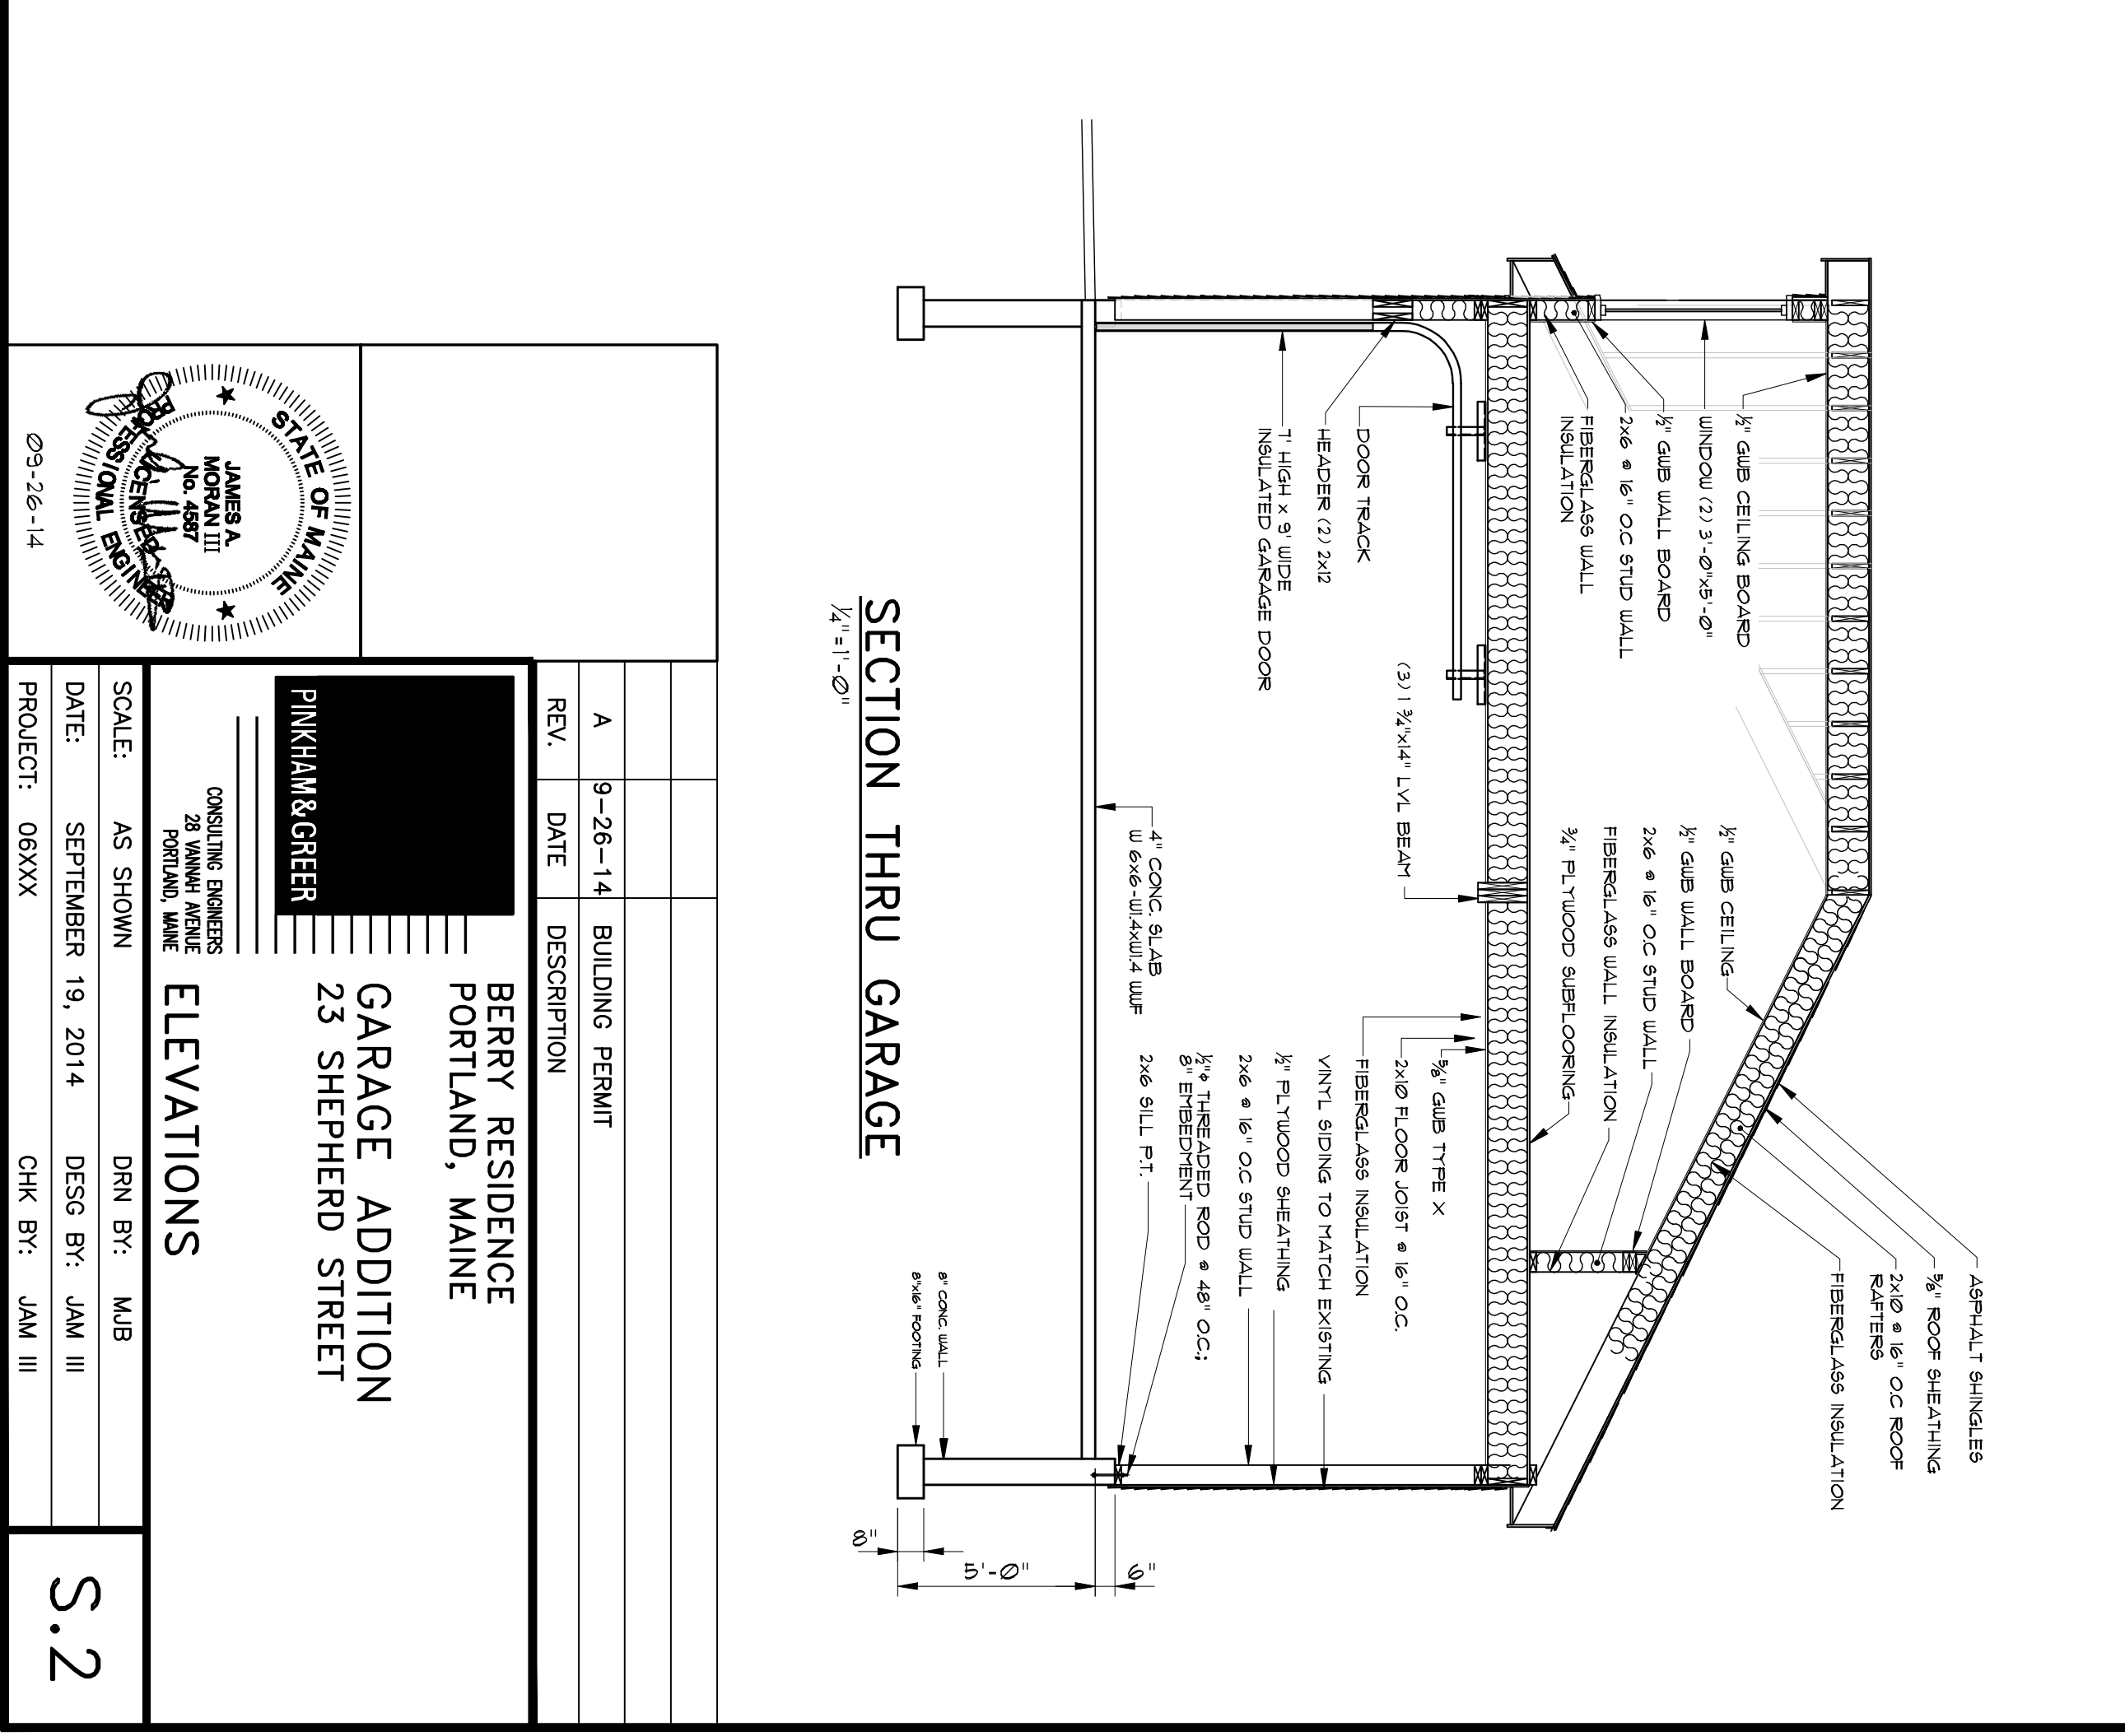 ASPHALT SHINGLES
5/8" ROOF SHEATHING
2x10 @ 16" O.C ROOF
RAFTERS
FIBERGLASS INSULATION
1/2" GWB CEILING BOARD
WINDOW (2) 3'-0"x5'-0"
1/2" GWB WALL BOARD
2x6 @ 16" O.C STUD WALL
FIBERGLASS WALL
INSULATION
1/2" GWB CEILING
1/2" GWB WALL BOARD
2x6 @ 16" O.C STUD WALL
FIBERGLASS WALL INSULATION
3/4" PLYWOOD SUBFLOORING
DOOR TRACK
HEADER (2) 2x12
7' HIGH x 9' WIDE
INSULATED GARAGE DOOR
(3) 1 3/4"x14" LVL BEAM
5/8" GWB TYPE X
2x10 FLOOR JOIST @ 16" O.C.
FIBERGLASS INSULATION
VINYL SIDING TO MATCH EXISTING
1/2" PLYWOOD SHEATHING
2x6 @ 16" O.C STUD WALL
1/2"ϕ THREADED ROD @ 48" O.C.;
8" EMBEDMENT
2x6 SILL P.T.
4" CONC. SLAB
W 6x6-W1.4xW1.4 WWF
8" CONC. WALL
8"x16" FOOTING
6"
5'-0"
8"
SECTION THRU GARAGE
1/4"=1'-0"
A 9-26-14 BUILDING PERMIT
REV. DATE DESCRIPTION
PINKHAM&GREER
CONSULTING ENGINEERS
28 VANNAH AVENUE
PORTLAND, MAINE
BERRY RESIDENCE
PORTLAND, MAINE
GARAGE ADDITION
23 SHEPHERD STREET
ELEVATIONS
SCALE: AS SHOWN DRN BY: MJB
DATE: SEPTEMBER 19, 2014 DESG BY: JAM III
PROJECT: 06XXX CHK BY: JAM III
S.2
STATE OF MAINE
JAMES A.
MORAN III
No. 4587
LICENSED
PROFESSIONAL ENGINEER
09-26-14